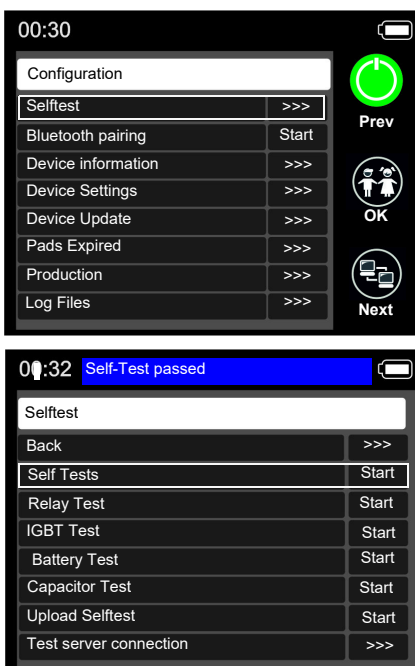 00:30
Configuration
Selftest >>>
Bluetooth pairing Start
Device information >>>
Device Settings >>>
Device Update >>>
Pads Expired >>>
Production >>>
Log Files >>>
Prev
OK
Next
00:32 Self-Test passed
Selftest
Back >>>
Self Tests Start
Relay Test Start
IGBT Test Start
Battery Test Start
Capacitor Test Start
Upload Selftest Start
Test server connection >>>